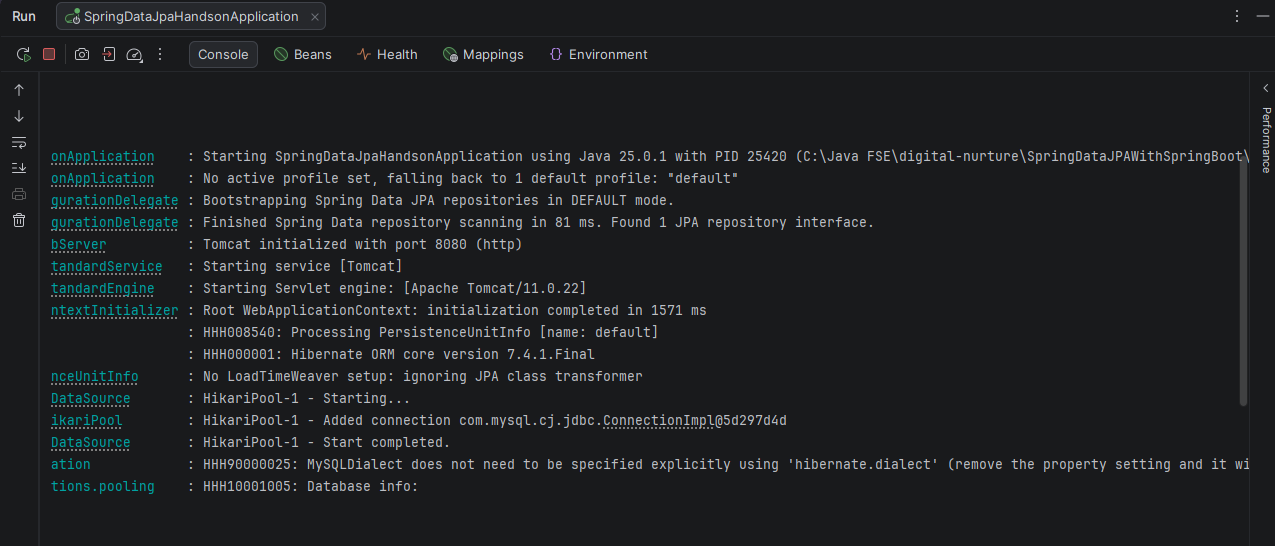 Run SpringDataJpaHandsonApplication
Console Beans Health Mappings Environment
Performance
onApplication : Starting SpringDataJpaHandsonApplication using Java 25.0.1 with PID 25420 (C:\Java FSE\digital-nurture\SpringDataJPAWithSpringBoot\
onApplication : No active profile set, falling back to 1 default profile: "default"
gurationDelegate : Bootstrapping Spring Data JPA repositories in DEFAULT mode.
gurationDelegate : Finished Spring Data repository scanning in 81 ms. Found 1 JPA repository interface.
bServer : Tomcat initialized with port 8080 (http)
tandardService : Starting service [Tomcat]
tandardEngine : Starting Servlet engine: [Apache Tomcat/11.0.22]
ntextInitializer : Root WebApplicationContext: initialization completed in 1571 ms
: HHH008540: Processing PersistenceUnitInfo [name: default]
: HHH000001: Hibernate ORM core version 7.4.1.Final
nceUnitInfo : No LoadTimeWeaver setup: ignoring JPA class transformer
DataSource : HikariPool-1 - Starting...
ikariPool : HikariPool-1 - Added connection com.mysql.cj.jdbc.ConnectionImpl@5d297d4d
DataSource : HikariPool-1 - Start completed.
ation : HHH90000025: MySQLDialect does not need to be specified explicitly using 'hibernate.dialect' (remove the property setting and it wi
tions.pooling : HHH10001005: Database info: